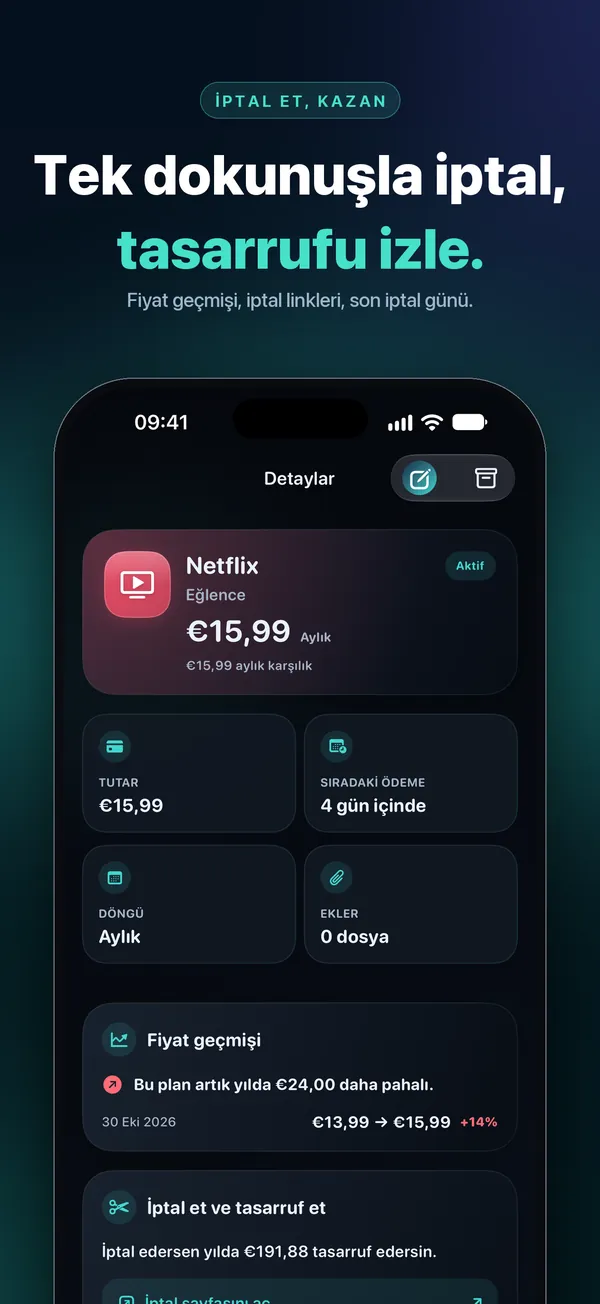 İPTAL ET, KAZAN
Tek dokunuşla iptal,
tasarrufu izle.
Fiyat geçmişi, iptal linkleri, son iptal günü.
09:41
Detaylar
Netflix
Aktif
Eğlence
€15,99 Aylık
€15,99 aylık karşılık
TUTAR
€15,99
SIRADAKİ ÖDEME
4 gün içinde
DÖNGÜ
Aylık
EKLER
0 dosya
Fiyat geçmişi
Bu plan artık yılda €24,00 daha pahalı.
30 Eki 2026 €13,99 → €15,99 +14%
İptal et ve tasarruf et
İptal edersen yılda €191,88 tasarruf edersin.
İptal sayfasını aç